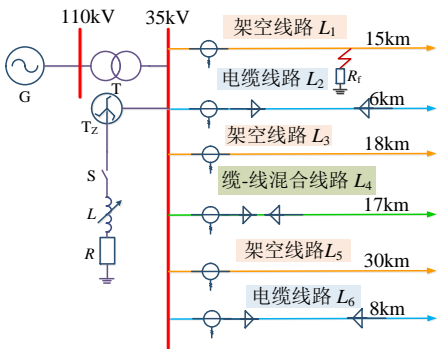 110kV
35kV
架空线路 L1
15km
G
T
Rf
电缆线路 L2
6km
TZ
架空线路 L3
18km
S
缆-线混合线路 L4
17km
L
R
架空线路L5
30km
电缆线路 L6
8km